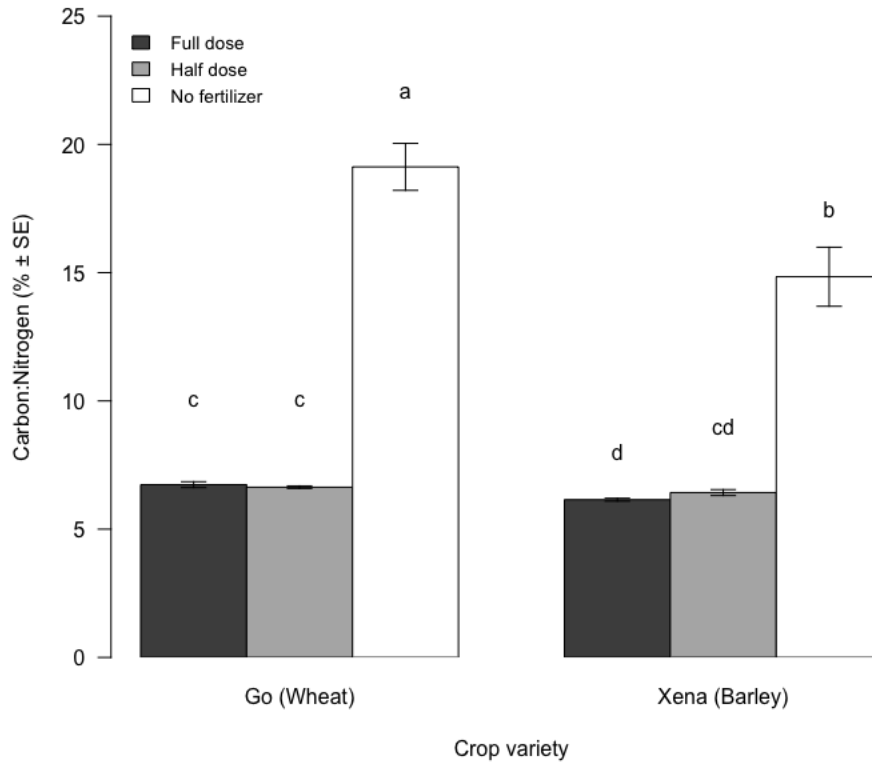 25
20
15
10
5
0
Carbon:Nitrogen (% ± SE)
Full dose
Half dose
No fertilizer
a
b
c
c
d
cd
Go (Wheat)
Xena (Barley)
Crop variety